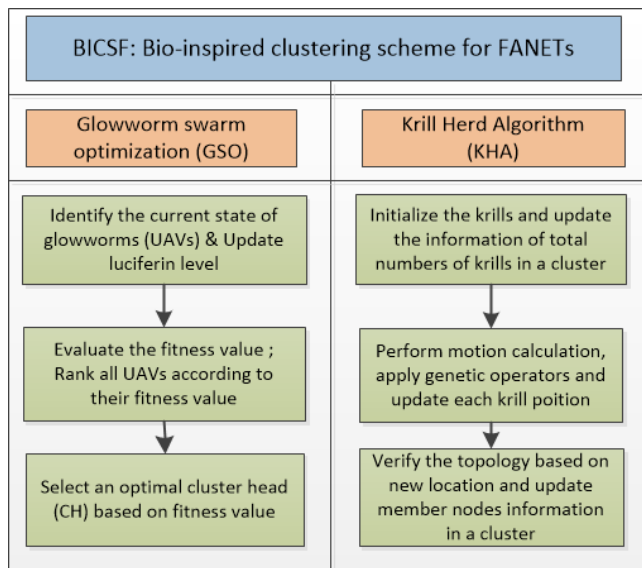 BICSF: Bio-inspired clustering scheme for FANETs
Glowworm swarm
optimization (GSO)
Identify the current state of
glowworms (UAVs) & Update
luciferin level
Evaluate the fitness value ;
Rank all UAVs according to
their fitness value
Select an optimal cluster head
(CH) based on fitness value
Krill Herd Algorithm
(KHA)
Initialize the krills and update
the information of total
numbers of krills in a cluster
Perform motion calculation,
apply genetic operators and
update each krill poition
Verify the topology based on
new location and update
member nodes information
in a cluster